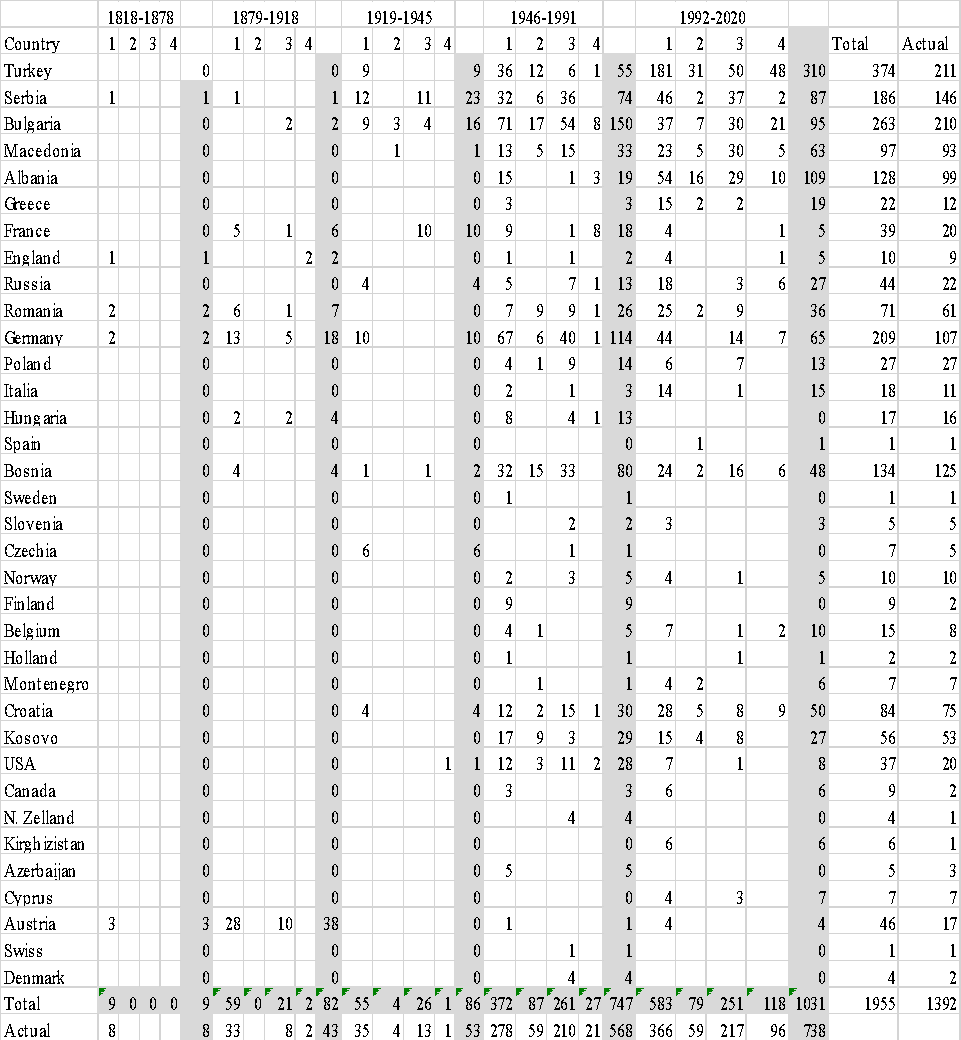 1818-1878 1879-1918 1919-1945 1946-1991 1992-2020
Country 1 2 3 4 1 2 3 4 1 2 3 4 1 2 3 4 1 2 3 4 Total Actual
Turkey 0 0 9 9 36 12 6 1 55 181 31 50 48 310 374 211
Serbia 1 1 1 1 12 11 23 32 6 36 74 46 2 37 2 87 186 146
Bulgaria 0 2 2 9 3 4 16 71 17 54 8 150 37 7 30 21 95 263 210
Macedonia 0 0 1 1 13 5 15 33 23 5 30 5 63 97 93
Albania 0 0 0 15 1 3 19 54 16 29 10 109 128 99
Greece 0 0 0 3 3 15 2 2 19 22 12
France 0 5 1 6 10 10 9 1 8 18 4 1 5 39 20
England 1 1 2 2 0 1 1 2 4 1 5 10 9
Russia 0 0 4 4 5 7 1 13 18 3 6 27 44 22
Romania 2 2 6 1 7 0 7 9 9 1 26 25 2 9 36 71 61
Germany 2 2 13 5 18 10 10 67 6 40 1 114 44 14 7 65 209 107
Poland 0 0 0 4 1 9 14 6 7 13 27 27
Italia 0 0 0 2 1 3 14 1 15 18 11
Hungaria 0 2 2 4 0 8 4 1 13 0 17 16
Spain 0 0 0 0 1 1 1 1
Bosnia 0 4 4 1 1 2 32 15 33 80 24 2 16 6 48 134 125
Sweden 0 0 0 1 1 0 1 1
Slovenia 0 0 0 2 2 3 3 5 5
Czechia 0 0 6 6 1 1 0 7 5
Norway 0 0 0 2 3 5 4 1 5 10 10
Finland 0 0 0 9 9 0 9 2
Belgium 0 0 0 4 1 5 7 1 2 10 15 8
Holland 0 0 0 1 1 1 1 2 2
Montenegro 0 0 0 1 1 4 2 6 7 7
Croatia 0 0 4 4 12 2 15 1 30 28 5 8 9 50 84 75
Kosovo 0 0 0 17 9 3 29 15 4 8 27 56 53
USA 0 0 1 1 12 3 11 2 28 7 1 8 37 20
Canada 0 0 0 3 3 6 6 9 2
N. Zelland 0 0 0 4 4 0 4 1
Kirghizistan 0 0 0 0 6 6 6 1
Azerbaijan 0 0 0 5 5 0 5 3
Cyprus 0 0 0 0 4 3 7 7 7
Austria 3 3 28 10 38 0 1 1 4 4 46 17
Swiss 0 0 0 1 1 0 1 1
Denmark 0 0 0 4 4 0 4 2
Total 9 0 0 0 9 59 0 21 2 82 55 4 26 1 86 372 87 261 27 747 583 79 251 118 1031 1955 1392
Actual 8 8 33 8 2 43 35 4 13 1 53 278 59 210 21 568 366 59 217 96 738